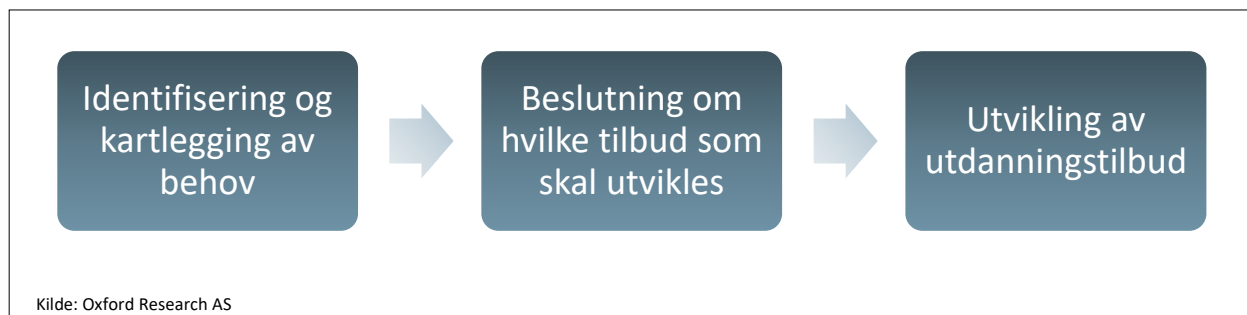 Identifisering og
kartlegging av
behov
Beslutning om
hvilke tilbud som
skal utvikles
Utvikling av
utdanningstilbud
Kilde: Oxford Research AS